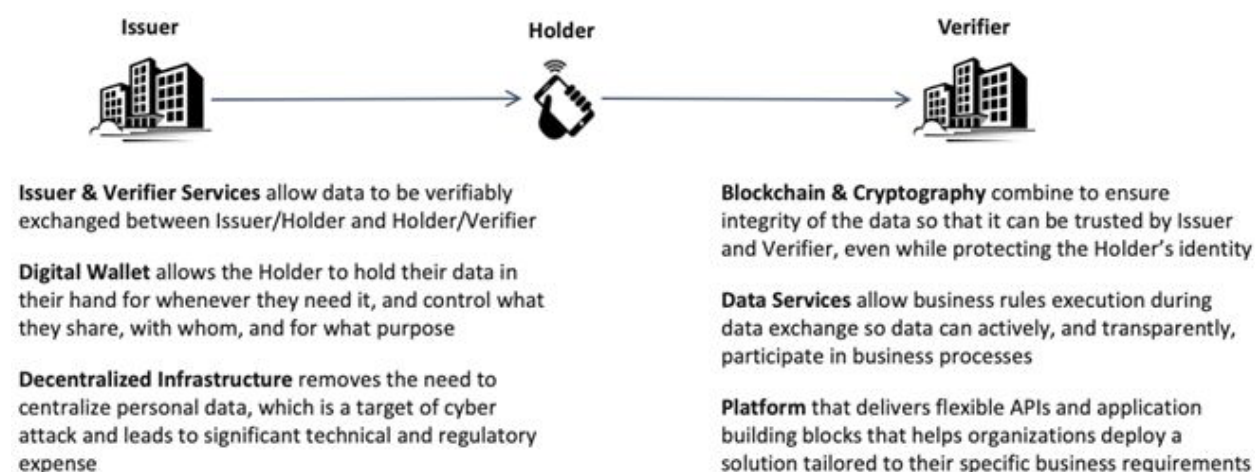 Issuer
Holder
Verifier
Issuer & Verifier Services allow data to be verifiably
exchanged between Issuer/Holder and Holder/Verifier
Digital Wallet allows the Holder to hold their data in
their hand for whenever they need it, and control what
they share, with whom, and for what purpose
Decentralized Infrastructure removes the need to
centralize personal data, which is a target of cyber
attack and leads to significant technical and regulatory
expense
Blockchain & Cryptography combine to ensure
integrity of the data so that it can be trusted by Issuer
and Verifier, even while protecting the Holder's identity
Data Services allow business rules execution during
data exchange so data can actively, and transparently,
participate in business processes
Platform that delivers flexible APIs and application
building blocks that helps organizations deploy a
solution tailored to their specific business requirements